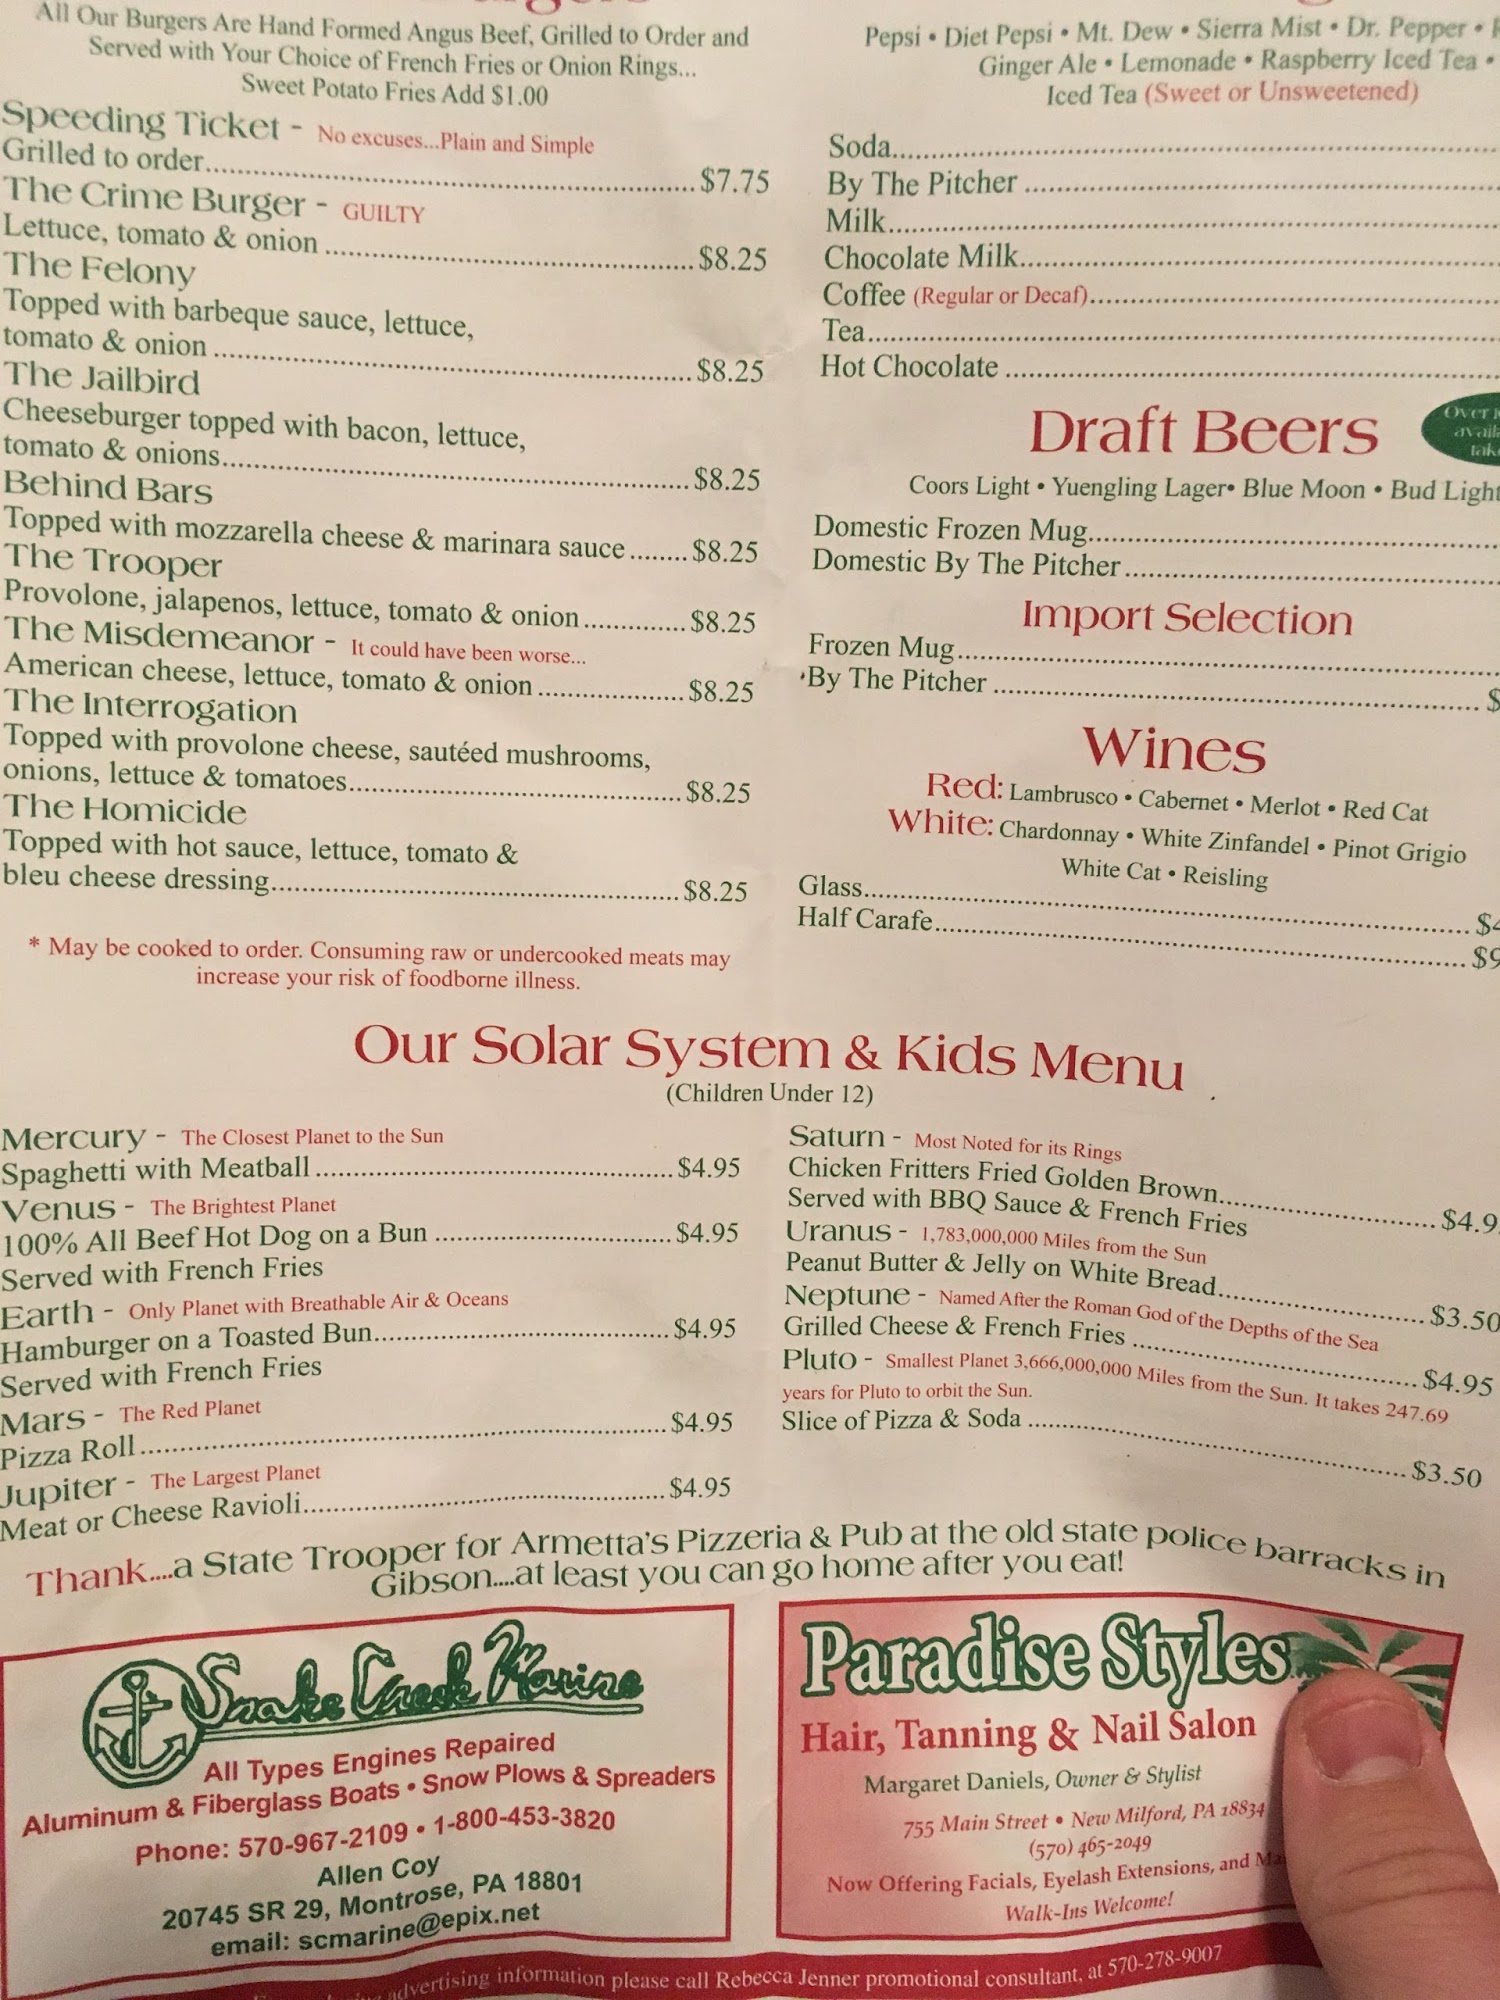 All Our Burgers Are Hand Formed Angus Beef, Grilled to Order and
Served with Your Choice of French Fries or Onion Rings...
Sweet Potato Fries Add $1.00
Speeding Ticket - No excuses...Plain and Simple
Grilled to order.......... $7.75
The Crime Burger - GUILTY
Lettuce, tomato & onion .......... $8.25
The Felony
Topped with barbeque sauce, lettuce,
tomato & onion .......... $8.25
The Jailbird
Cheeseburger topped with bacon, lettuce,
tomato & onions.......... $8.25
Behind Bars
Topped with mozzarella cheese & marinara sauce ........ $8.25
The Trooper
Provolone, jalapenos, lettuce, tomato & onion .......... $8.25
The Misdemeanor - It could have been worse...
American cheese, lettuce, tomato & onion .......... $8.25
The Interrogation
Topped with provolone cheese, sautéed mushrooms,
onions, lettuce & tomatoes.......... $8.25
The Homicide
Topped with hot sauce, lettuce, tomato &
bleu cheese dressing.......... $8.25
* May be cooked to order. Consuming raw or undercooked meats may
increase your risk of foodborne illness.
Pepsi • Diet Pepsi • Mt. Dew • Sierra Mist • Dr. Pepper •
Ginger Ale • Lemonade • Raspberry Iced Tea •
Iced Tea (Sweet or Unsweetened)
Soda..........
By The Pitcher ..........
Milk..........
Chocolate Milk..........
Coffee (Regular or Decaf)..........
Tea..........
Hot Chocolate ..........
Draft Beers
Over
Coors Light • Yuengling Lager• Blue Moon • Bud Light
Domestic Frozen Mug..........
Domestic By The Pitcher ..........
Import Selection
Frozen Mug ..........
By The Pitcher .......... $
Wines
Red: Lambrusco • Cabernet • Merlot • Red Cat
White: Chardonnay • White Zinfandel • Pinot Grigio
White Cat • Reisling
Glass.......... $4
Half Carafe.......... $9
Our Solar System & Kids Menu
(Children Under 12)
Mercury - The Closest Planet to the Sun
Spaghetti with Meatball .......... $4.95
Venus - The Brightest Planet
100% All Beef Hot Dog on a Bun .......... $4.95
Served with French Fries
Earth - Only Planet with Breathable Air & Oceans
Hamburger on a Toasted Bun.......... $4.95
Served with French Fries
Mars - The Red Planet
Pizza Roll .......... $4.95
Jupiter - The Largest Planet
Meat or Cheese Ravioli.......... $4.95
Saturn - Most Noted for its Rings
Chicken Fritters Fried Golden Brown.......... $4.9
Served with BBQ Sauce & French Fries
Uranus - 1,783,000,000 Miles from the Sun
Peanut Butter & Jelly on White Bread.......... $3.50
Neptune - Named After the Roman God of the Depths of the Sea
Grilled Cheese & French Fries .......... $4.95
Pluto - Smallest Planet 3,666,000,000 Miles from the Sun. It takes 247.69
years for Pluto to orbit the Sun.
Slice of Pizza & Soda .......... $3.50
Thank....a State Trooper for Armetta's Pizzeria & Pub at the old state police barracks in
Gibson....at least you can go home after you eat!
Snake Creek Marine
All Types Engines Repaired
Aluminum & Fiberglass Boats • Snow Plows & Spreaders
Phone: 570-967-2109 • 1-800-453-3820
Allen Coy
20745 SR 29, Montrose, PA 18801
email: scmarine@epix.net
Paradise Styles
Hair, Tanning & Nail Salon
Margaret Daniels, Owner & Stylist
755 Main Street • New Milford, PA 18834
(570) 465-2049
Now Offering Facials, Eyelash Extensions, and
Walk-Ins Welcome!
advertising information please call Rebecca Jenner promotional consultant, at 570-278-9007